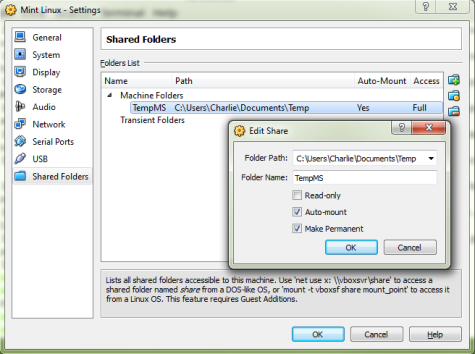 Mint Linux - Settings
General
System
Display
Storage
Audio
Network
Serial Ports
USB
Shared Folders
Shared Folders
Folders List
Name Path Auto-Mount Access
Machine Folders
TempMS C:\Users\Charlie\Documents\Temp Yes Full
Transient Folders
Edit Share
Folder Path: C:\Users\Charlie\Documents\Temp
Folder Name: TempMS
Read-only
Auto-mount
Make Permanent
OK Cancel
Lists all shared folders accessible to this machine. Use 'net use x: \\vboxsvr\share' to access a
shared folder named share from a DOS-like OS, or 'mount -t vboxsf share mount_point' to access it
from a Linux OS. This feature requires Guest Additions.
OK Cancel Help